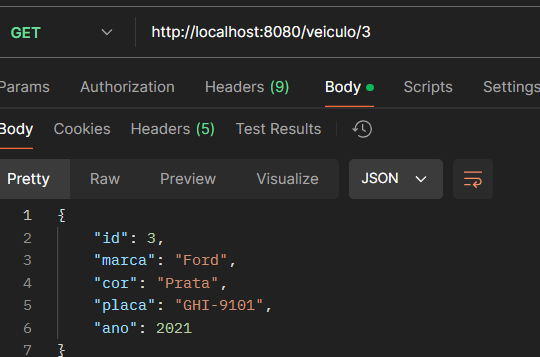 GET http://localhost:8080/veiculo/3
Params Authorization Headers (9) Body Scripts Settings
Body Cookies Headers (5) Test Results
Pretty Raw Preview Visualize JSON
1 {
2 "id": 3,
3 "marca": "Ford",
4 "cor": "Prata",
5 "placa": "GHI-9101",
6 "ano": 2021
7 }